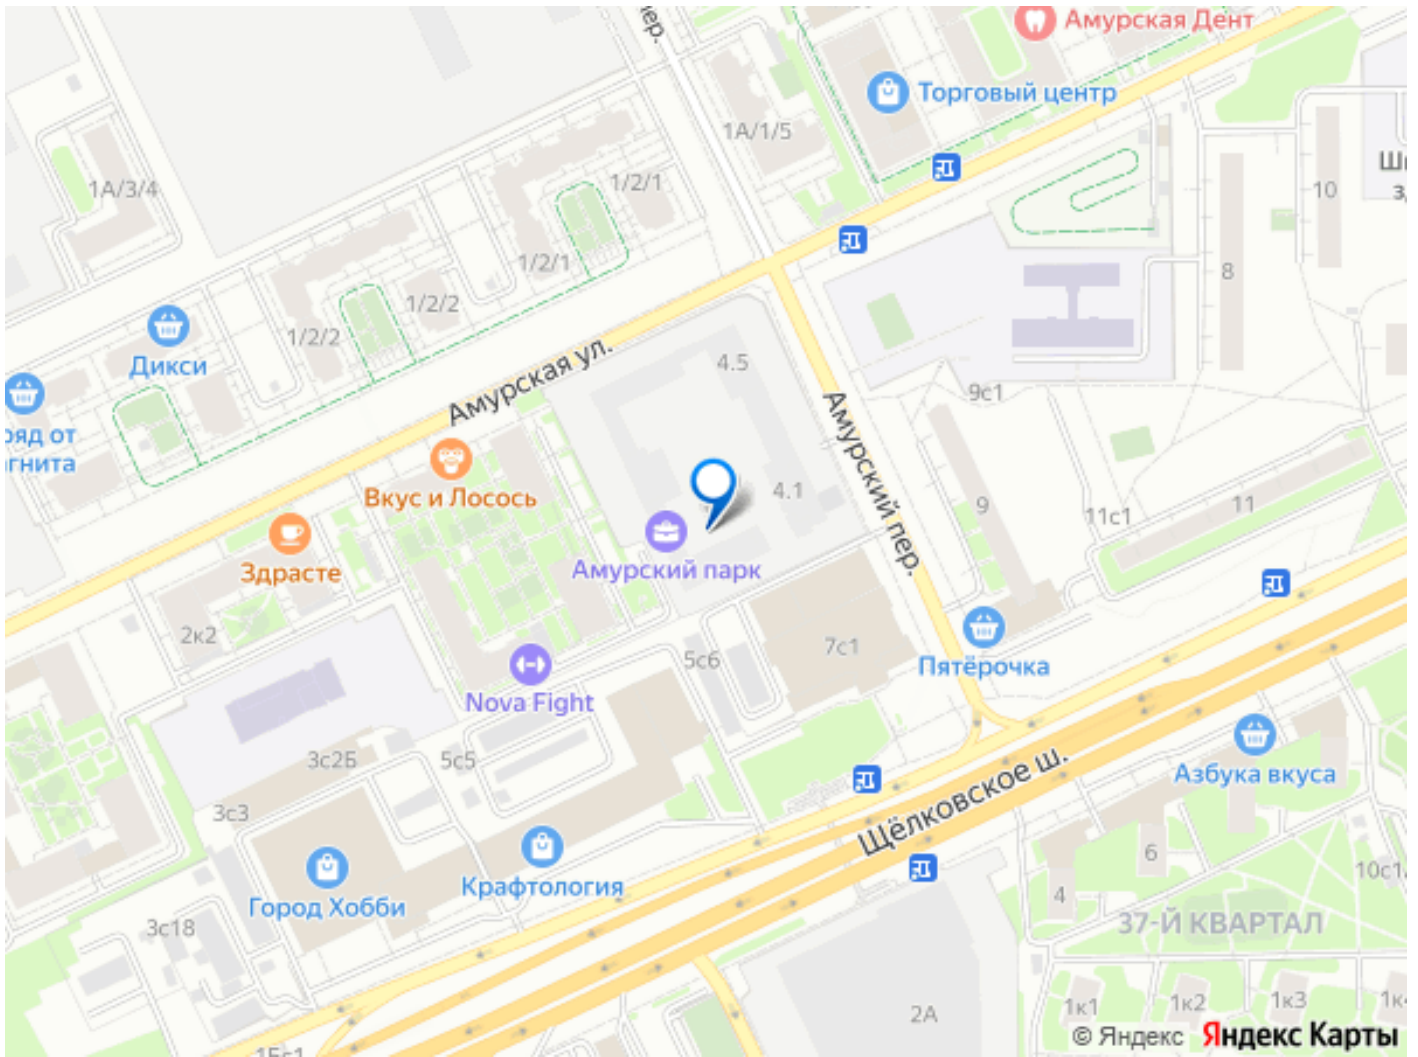 пер.
Амурская Дент
Торговый центр
1А/1/5
1А/3/4
1/2/1
10
8
1/2/1
1/2/2
1/2/2
Дикси
4.5
Амурская ул.
9с1
Амурский пер.
Вкус и Лосось
4.1
9
11с1
11
Здрасте
Амурский парк
2к2
7с1
Пятёрочка
5с6
Nova Fight
3с2Б
5с5
Щёлковское ш.
Азбука вкуса
3с3
6
Крафтология
Город Хобби
4
37-Й КВАРТАЛ
3с18
2А
1к1
1к2
1к3
© Яндекс Яндекс Карты